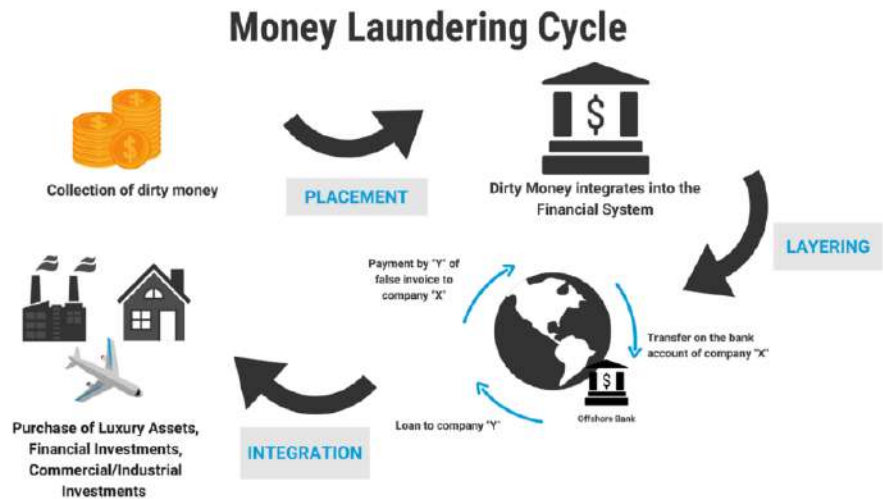 Money Laundering Cycle
$
Collection of dirty money
PLACEMENT
$
Dirty Money integrates into the
Financial System
LAYERING
Payment by "Y" of
false invoice to
company "X"
Transfer on the bank
account of company "X"
$
Offshore Bank
Loan to company "Y"
INTEGRATION
Purchase of Luxury Assets,
Financial Investments,
Commercial/Industrial
Investments